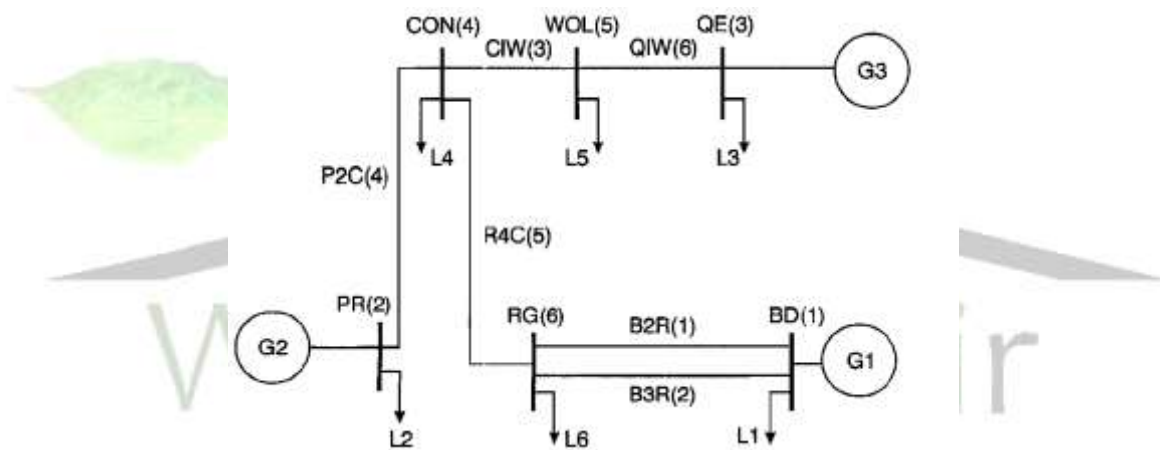 CON(4)
WOL(5)
QE(3)
CIW(3)
QIW(6)
G3
L4
L5
L3
P2C(4)
R4C(5)
PR(2)
RG(6)
B2R(1)
BD(1)
G2
G1
B3R(2)
L2
L6
L1